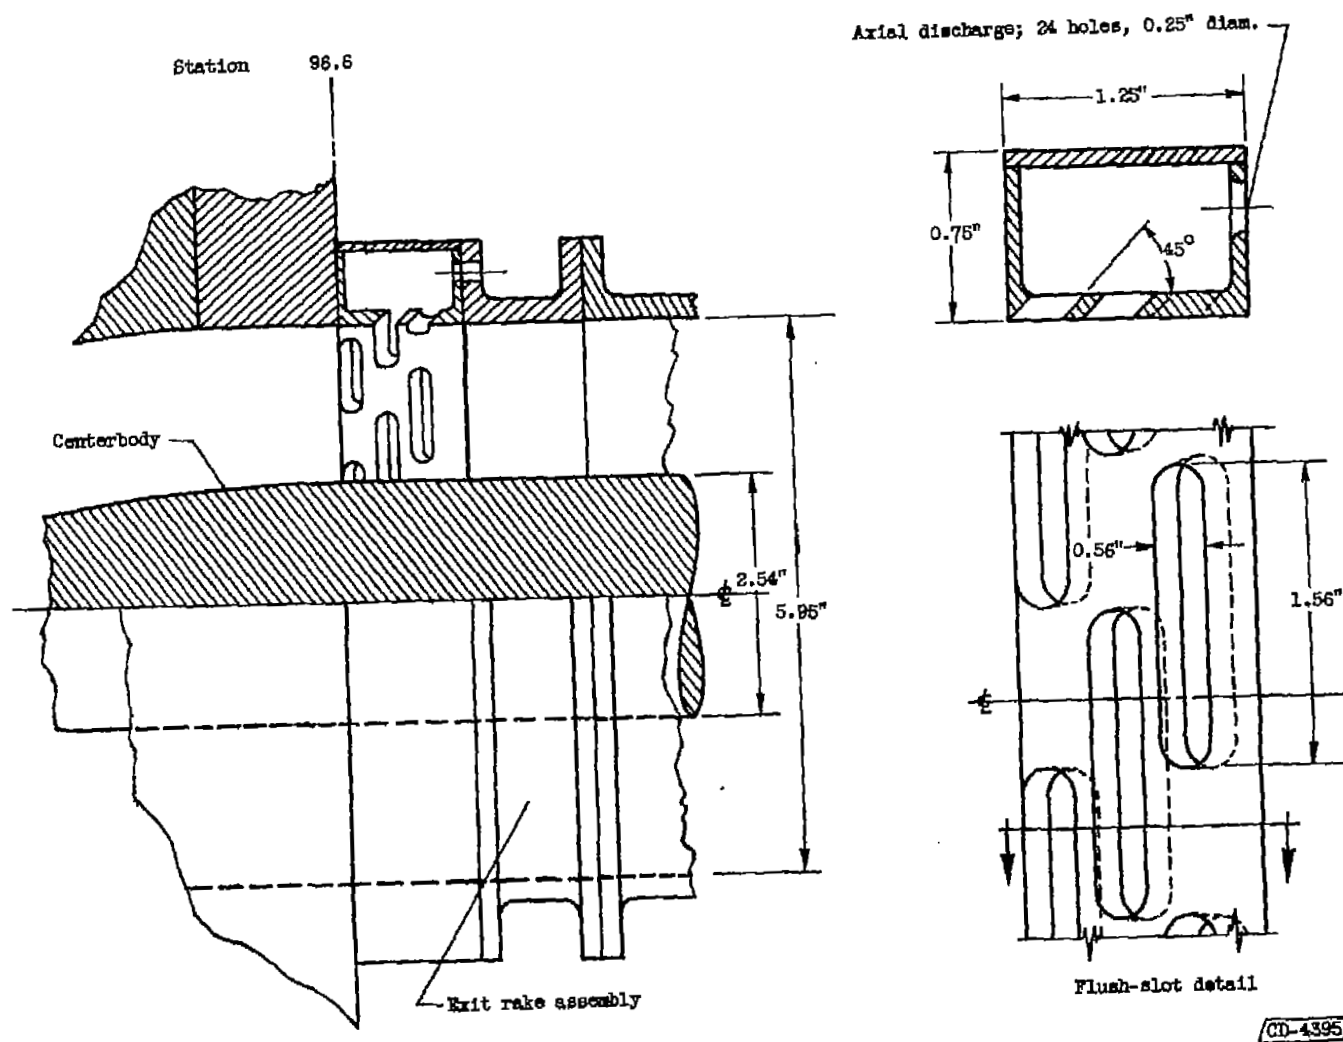 Axial discharge; 24 holes, 0.25" diam.
Station 96.6
1.25"
0.75"
45°
Centerbody
0.56"
1.56"
℄ 2.54"
5.95"
℄
Exit rake assembly
Flush-slot detail
CD-4395